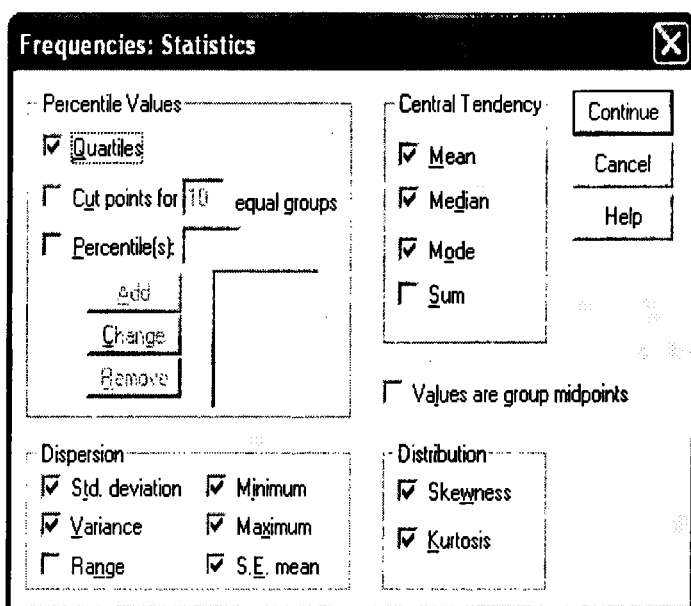 Frequencies: Statistics
Percentile Values
Quartiles
Cut points for 10 equal groups
Percentile(s):
Add
Change
Remove
Central Tendency
Mean
Median
Mode
Sum
Continue
Cancel
Help
Values are group midpoints
Dispersion
Std. deviation
Minimum
Variance
Maximum
Range
S.E. mean
Distribution
Skewness
Kurtosis